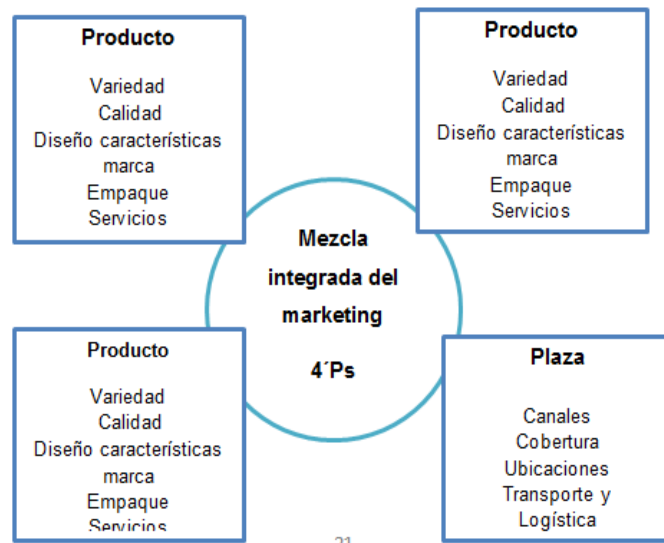 Producto
Variedad
Calidad
Diseño características
marca
Empaque
Servicios
Producto
Variedad
Calidad
Diseño características
marca
Empaque
Servicios
Mezcla
integrada del
marketing
4´Ps
Producto
Variedad
Calidad
Diseño características
marca
Empaque
Servicios
Plaza
Canales
Cobertura
Ubicaciones
Transporte y
Logística